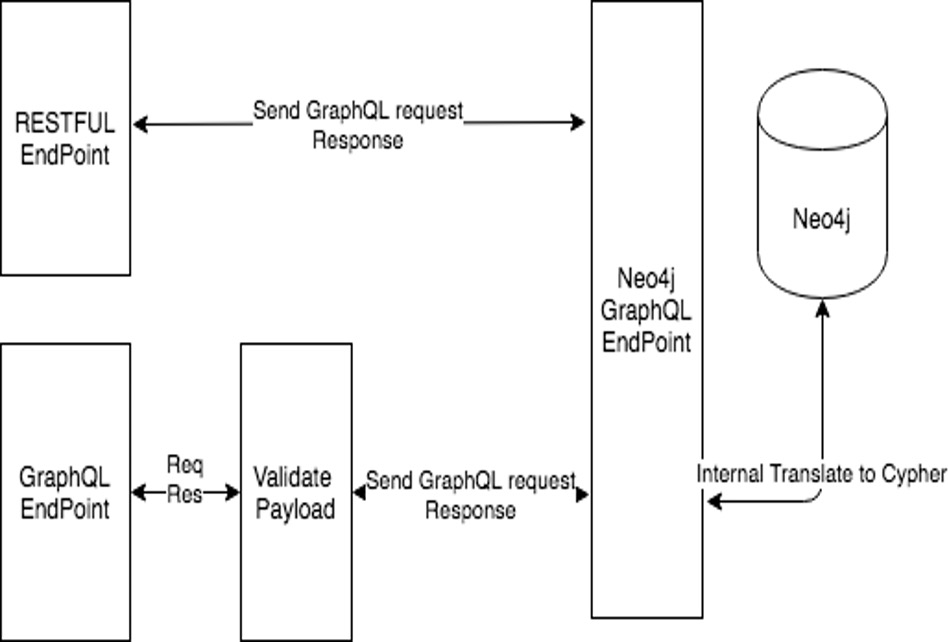 RESTFUL
EndPoint
Send GraphQL request
Response
Neo4j
Neo4j
GraphQL
EndPoint
GraphQL
EndPoint
Req
Res
Validate
Payload
Send GraphQL request
Response
Internal Translate to Cypher